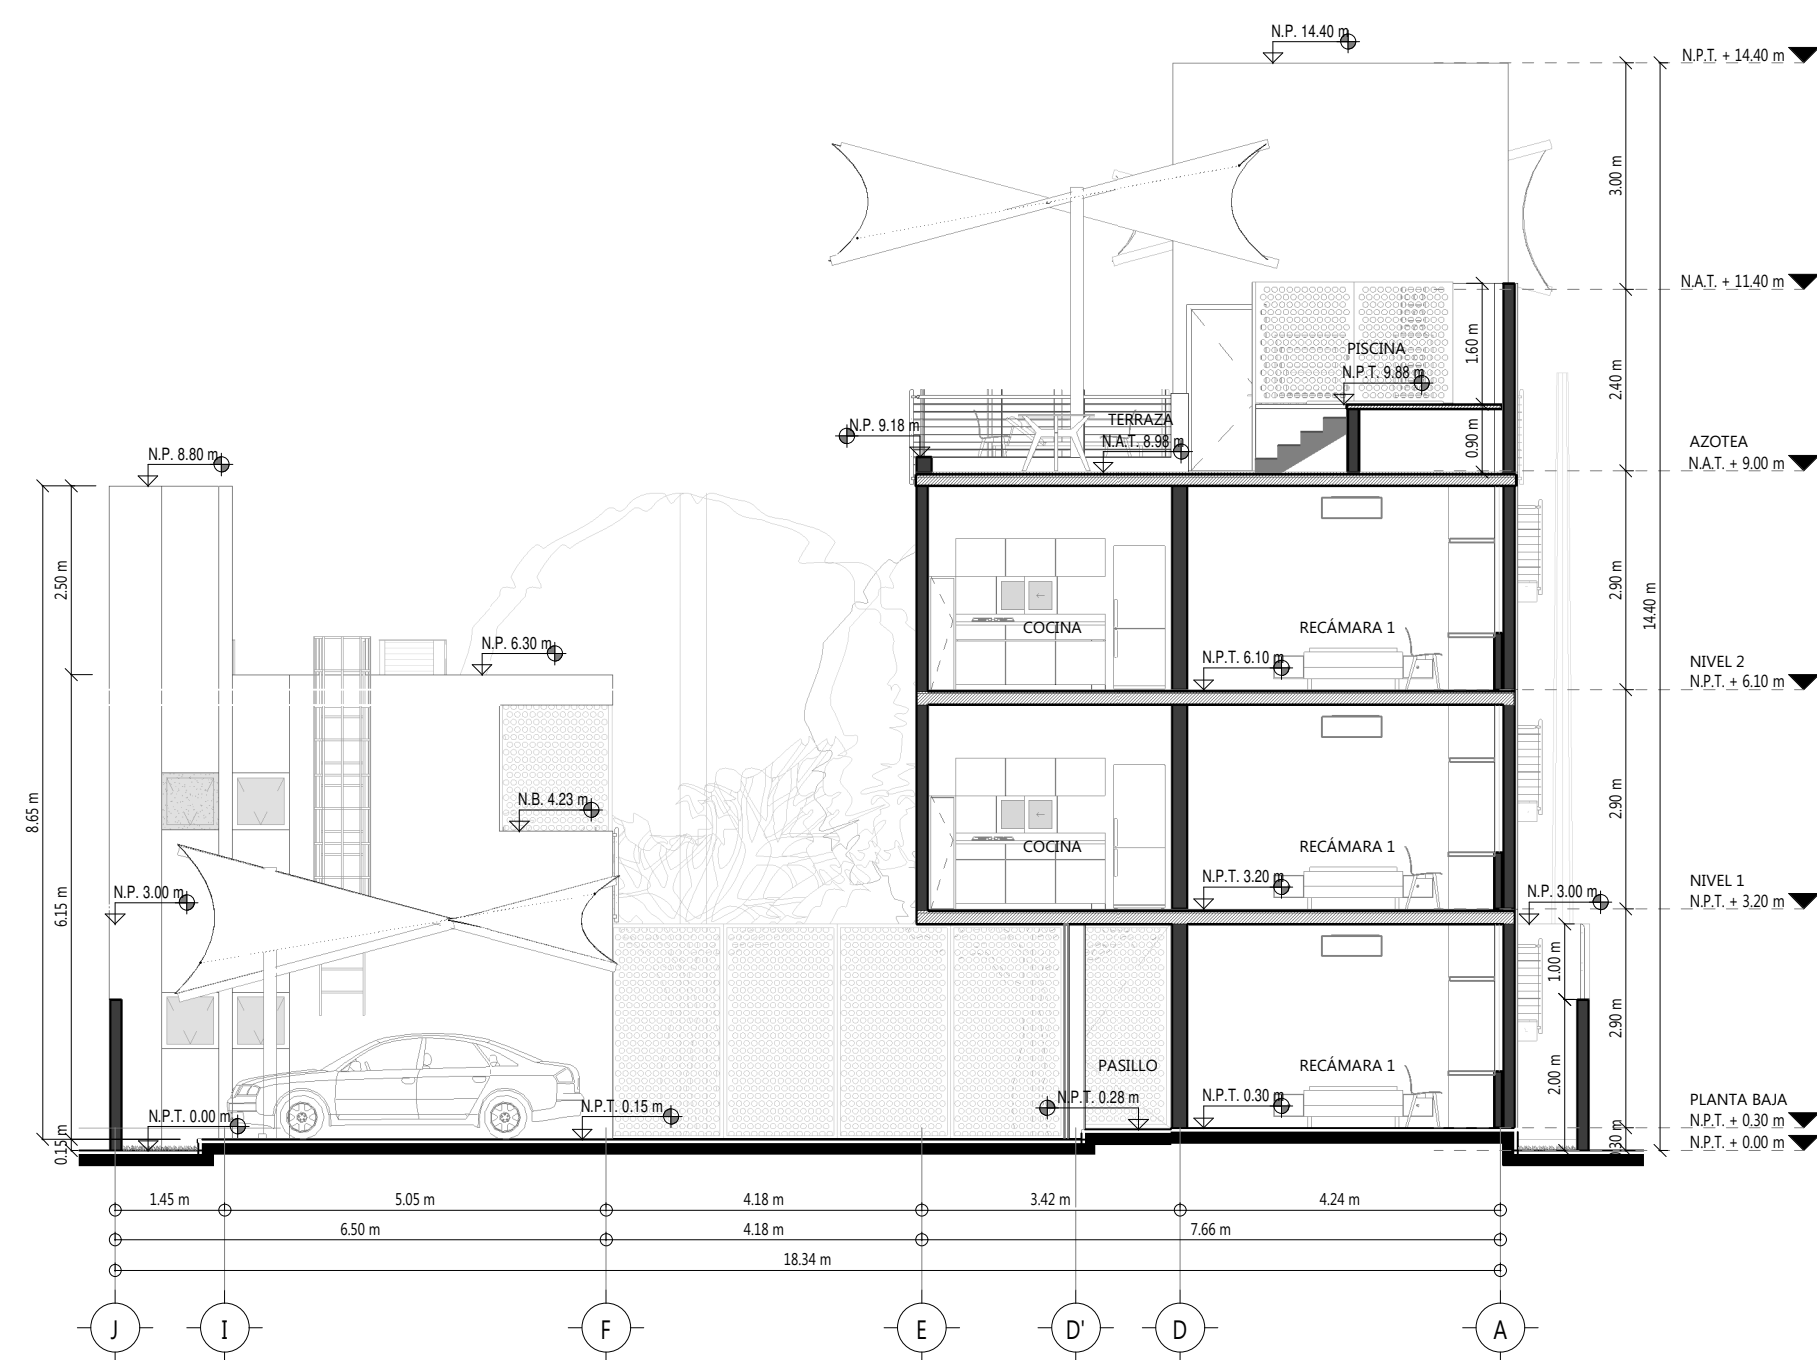 N.P. 14.40 m
N.P.T. + 14.40 m
3.00 m
N.A.T. + 11.40 m
PISCINA
1.60 m
N.P.T. 9.88 m
2.40 m
TERRAZA
N.P. 9.18 m
N.A.T. 8.98 m
0.90 m
AZOTEA
N.A.T. + 9.00 m
N.P. 8.80 m
2.50 m
2.90 m
14.40 m
COCINA
RECÁMARA 1
N.P. 6.30 m
N.P.T. 6.10 m
NIVEL 2
N.P.T. + 6.10 m
8.65 m
N.B. 4.23 m
2.90 m
COCINA
RECÁMARA 1
N.P. 3.00 m
6.15 m
N.P.T. 3.20 m
N.P. 3.00 m
NIVEL 1
N.P.T. + 3.20 m
1.00 m
2.90 m
PASILLO
RECÁMARA 1
2.00 m
N.P.T. 0.00 m
N.P.T. 0.15 m
N.P.T. 0.28 m
N.P.T. 0.30 m
PLANTA BAJA
N.P.T. + 0.30 m
0.15 m
N.P.T. + 0.00 m
1.45 m
5.05 m
4.18 m
3.42 m
4.24 m
6.50 m
4.18 m
7.66 m
18.34 m
J
I
F
E
D'
D
A